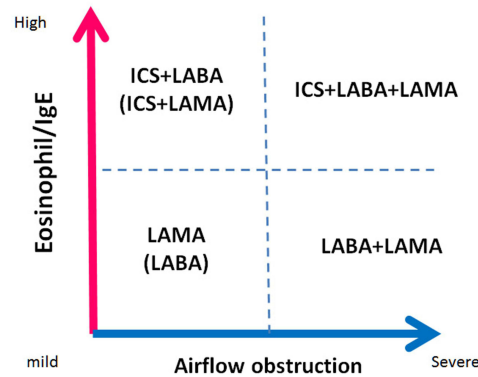 High
Eosinophil/IgE
ICS+LABA
(ICS+LAMA)
ICS+LABA+LAMA
LAMA
(LABA)
LABA+LAMA
mild
Airflow obstruction
Severe